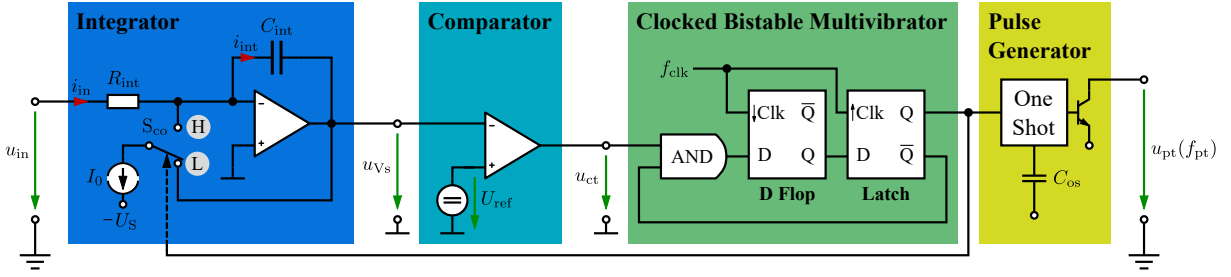 Integrator
Comparator
Clocked Bistable Multivibrator
Pulse
Generator
C_int
i_int
i_in
R_int
S_co
H
L
I_0
−U_S
u_in
−
+
u_Vs
−
+
U_ref
u_ct
f_clk
AND
↓Clk Q̅
D Q
D Flop
↑Clk Q
D Q̅
Latch
One
Shot
C_os
u_pt(f_pt)